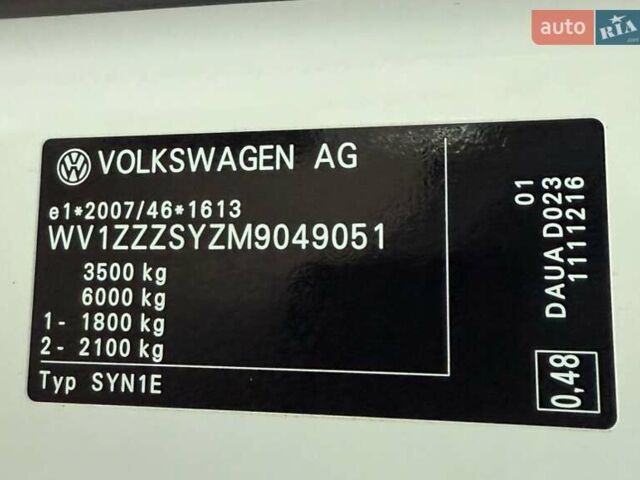 auto RIA.com
VOLKSWAGEN AG
e1*2007/46*1613
WV1ZZZSYZM9049051
3500 kg
6000 kg
1- 1800 kg
2- 2100 kg
Typ SYN1E
01
DAUA D023
1111216
0,48